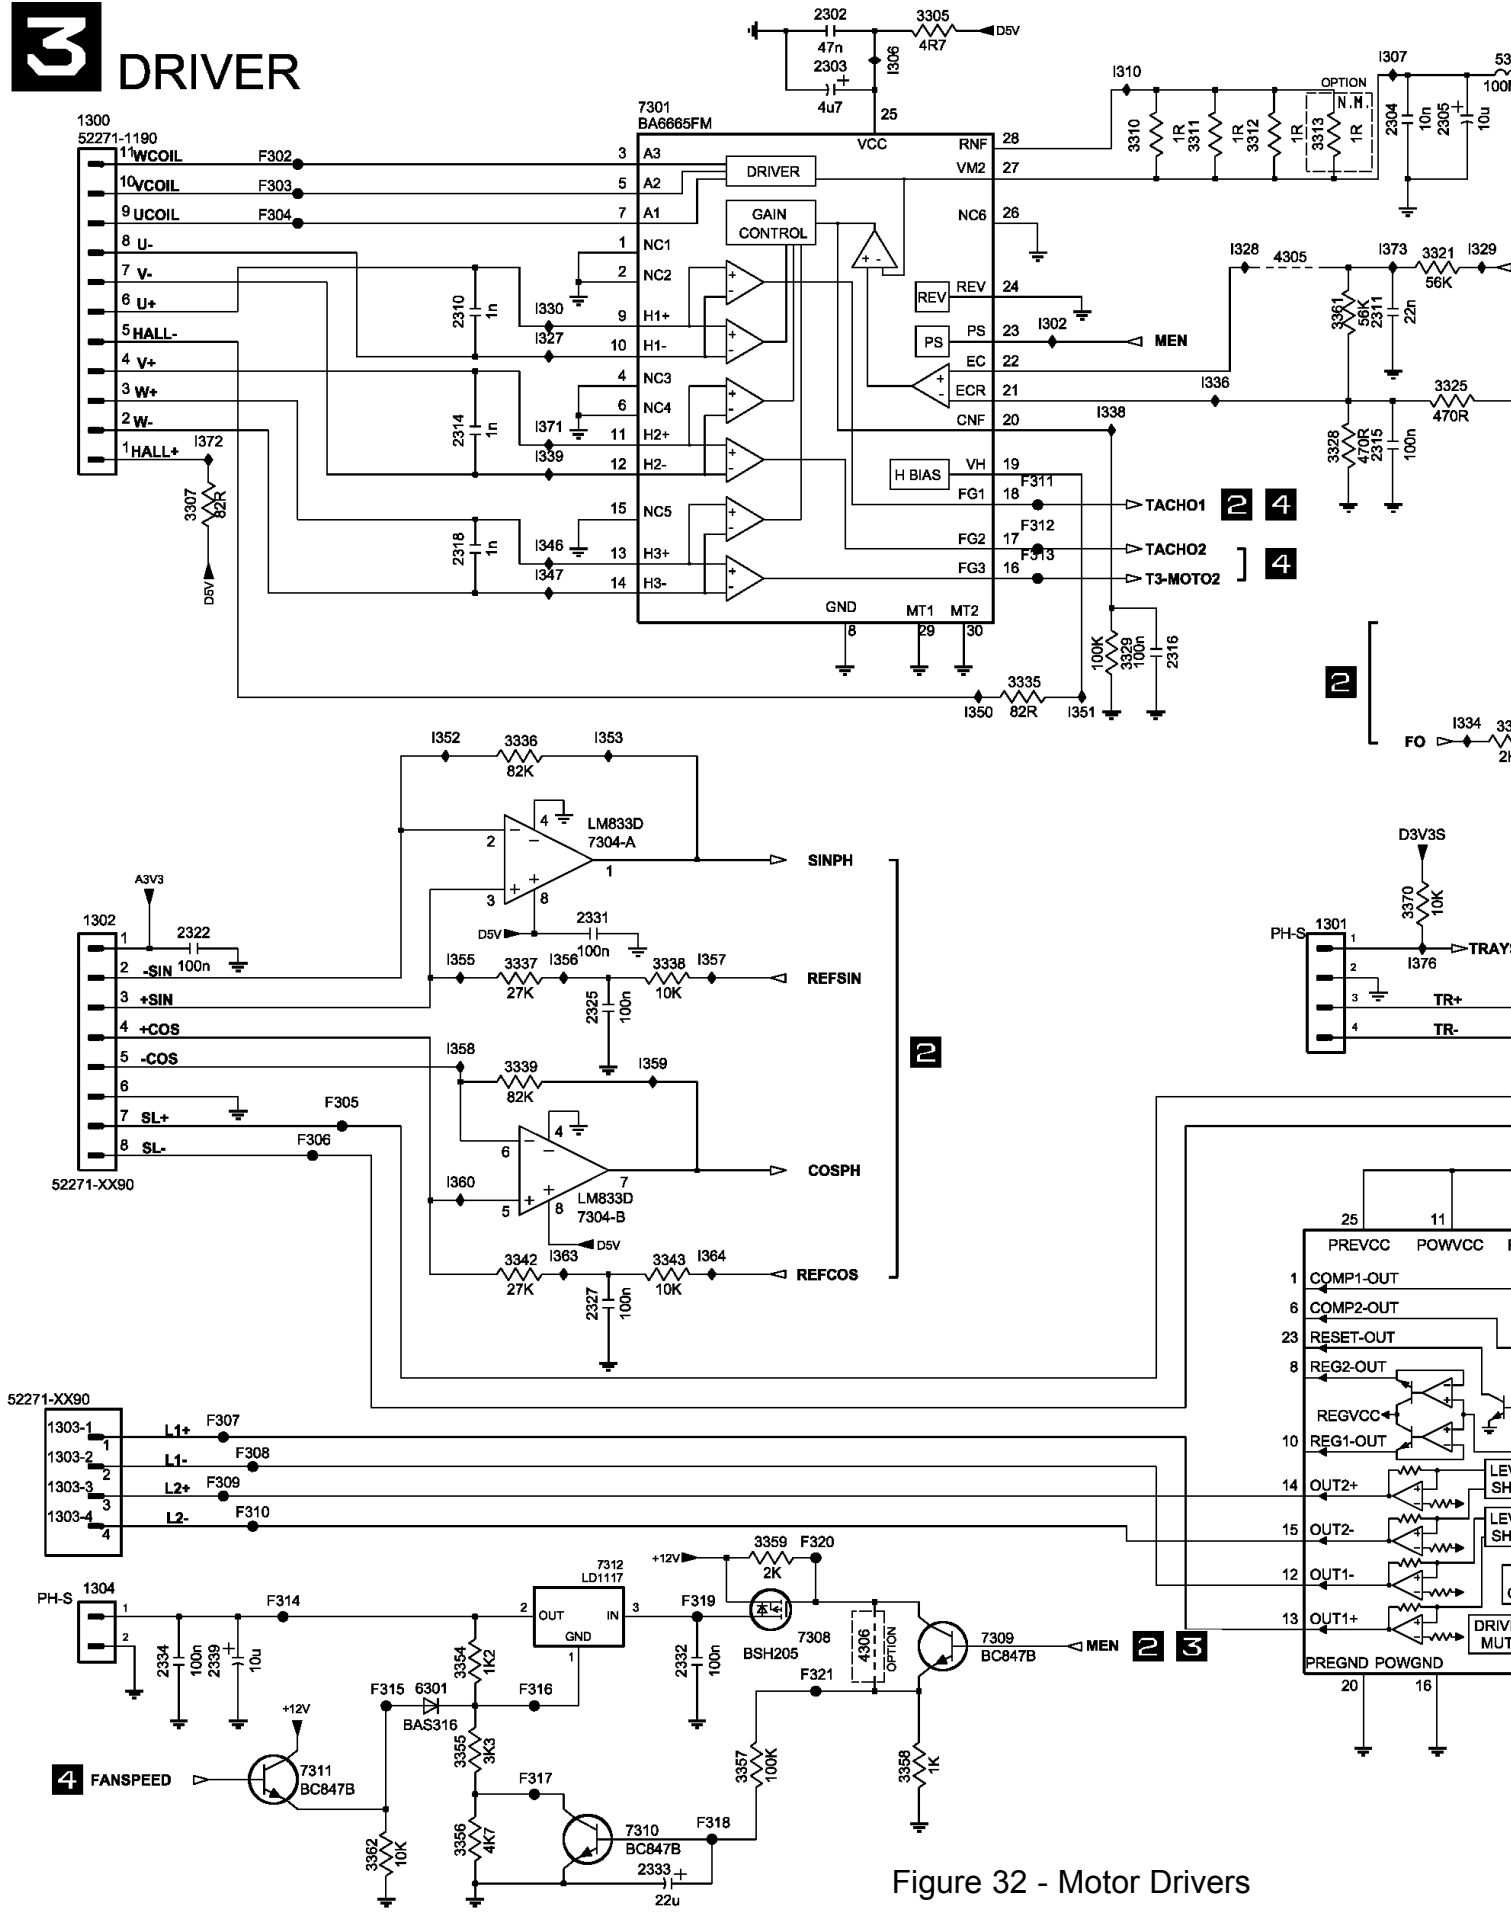 3 DRIVER
2302
47n
2303
4u7
3305
4R7
D5V
I306
7301
BA6665FM
25
VCC
1300
52271-1190
11 WCOIL
10 VCOIL
9 UCOIL
8 U-
7 V-
6 U+
5 HALL-
4 V+
3 W+
2 W-
1 HALL+
F302
F303
F304
I372
3307
82R
D5V
2310
1n
2314
1n
2318
1n
I330
I327
I371
I339
I346
I347
3 A3
5 A2
7 A1
1 NC1
2 NC2
9 H1+
10 H1-
4 NC3
6 NC4
11 H2+
12 H2-
15 NC5
13 H3+
14 H3-
DRIVER
GAIN
CONTROL
REV
PS
H BIAS
RNF 28
VM2 27
NC6 26
REV 24
PS 23
EC 22
ECR 21
CNF 20
VH 19
FG1 18
FG2 17
FG3 16
GND
8
MT1
29
MT2
30
I310
3310
1R
3311
1R
3312
1R
3313
1R
OPTION
N.M.
I307
2304
10n
2305
10u
53
100
I302
MEN
I328
4305
I373
3321
56K
I329
3361
56K
2311
22n
I336
3325
470R
3328
470R
2315
100n
I338
F311
TACHO1 2 4
F312
TACHO2
F313
T3-MOTO2
4
100K
3329
100n
2316
I350
3335
82R
I351
2
FO
I334
33
I352
3336
82K
I353
LM833D
7304-A
2
3
4
8
1
SINPH
D5V
2331
100n
A3V3
1302
2322
100n
1
2 -SIN
3 +SIN
4 +COS
5 -COS
6
7 SL+
8 SL-
52271-XX90
F305
F306
I355
3337
27K
I356
3338
10K
I357
REFSIN
2325
100n
2
I358
3339
82K
I359
LM833D
7304-B
6
5
4
8
7
COSPH
I360
D5V
3342
27K
I363
3343
10K
I364
REFCOS
2327
100n
D3V3S
3370
10K
PH-S 1301
1
2
3
4
I376
TRAYS
TR+
TR-
25
PREVCC
11
POWVCC
1 COMP1-OUT
6 COMP2-OUT
23 RESET-OUT
8 REG2-OUT
REGVCC
10 REG1-OUT
14 OUT2+
15 OUT2-
12 OUT1-
13 OUT1+
LEV
SH
LEV
SH
DRIV
MUT
PREGND POWGND
20
16
52271-XX90
1303-1
1
1303-2
2
1303-3
3
1303-4
4
L1+ F307
L1- F308
L2+ F309
L2- F310
PH-S 1304
1
2
2334
100n
2339
10u
F314
7312
LD1117
2 OUT
IN 3
GND
1
F319
2332
100n
+12V
3359
2K
F320
BSH205
7308
4306
OPTION
7309
BC847B
MEN 2 3
F321
3354
1K2
F315
6301
BAS316
F316
3355
3K3
3357
100K
3358
1K
+12V
4 FANSPEED
7311
BC847B
F317
3362
10K
3356
4K7
7310
BC847B
F318
2333
22u
Figure 32 - Motor Drivers